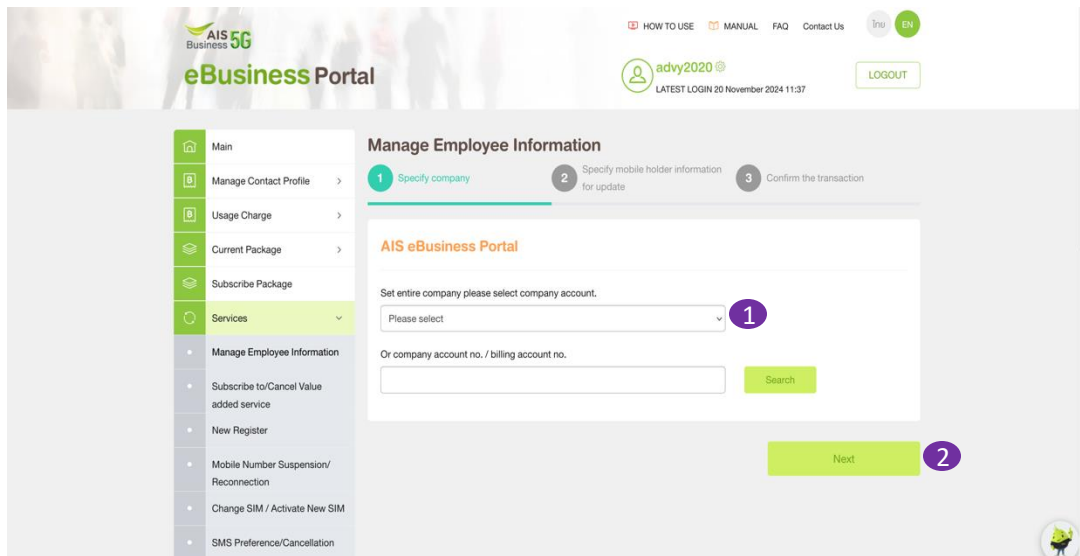 AIS 5G
Business
HOW TO USE
MANUAL
FAQ
Contact Us
ไทย
EN
eBusiness Portal
advy2020
LATEST LOGIN 20 November 2024 11:37
LOGOUT
Main
Manage Contact Profile
Usage Charge
Current Package
Subscribe Package
Services
Manage Employee Information
Subscribe to/Cancel Value
added service
New Register
Mobile Number Suspension/
Reconnection
Change SIM / Activate New SIM
SMS Preference/Cancellation
Manage Employee Information
1 Specify company
2 Specify mobile holder information
for update
3 Confirm the transaction
AIS eBusiness Portal
Set entire company please select company account.
Please select
1
Or company account no. / billing account no.
Search
Next
2